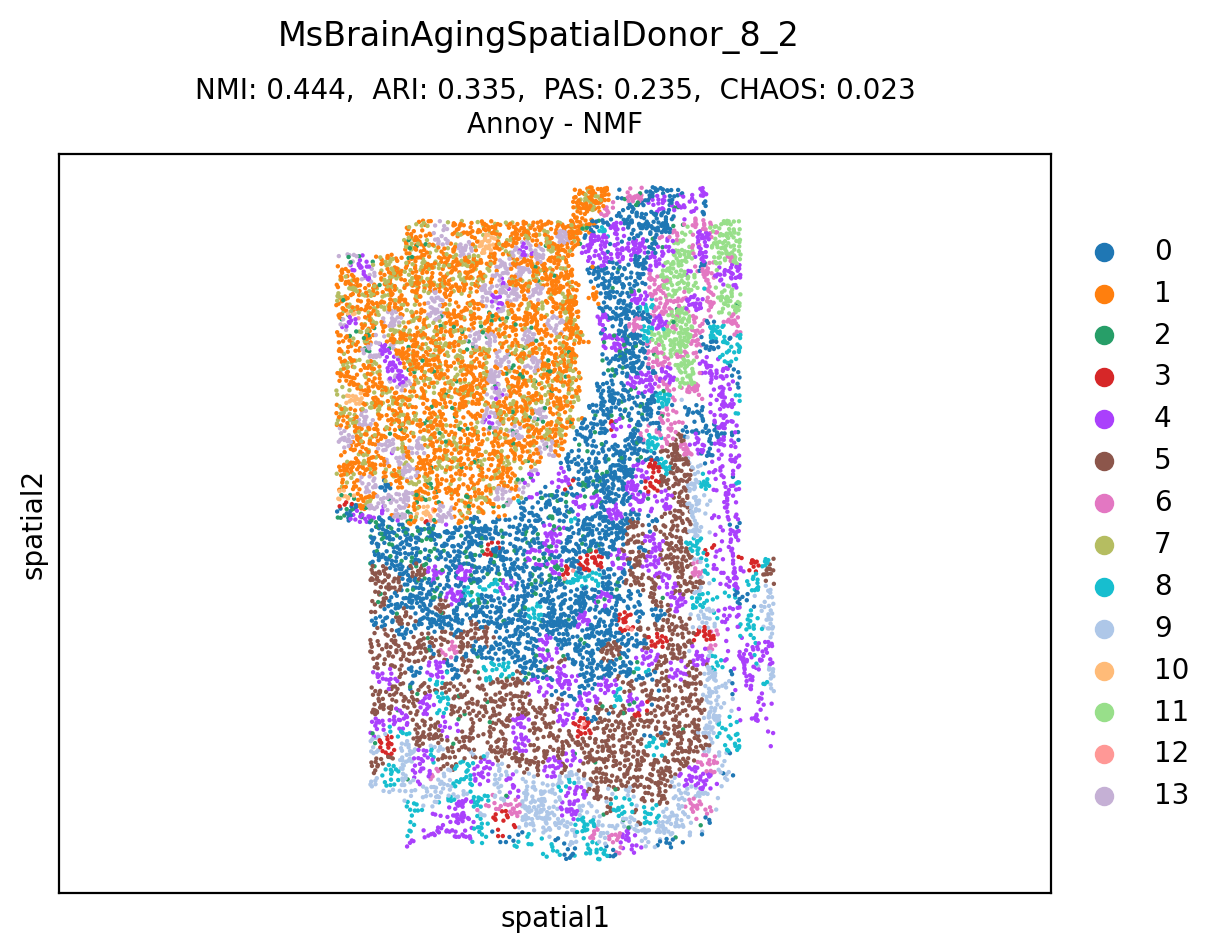 MsBrainAgingSpatialDonor_8_2
NMI: 0.444,  ARI: 0.335,  PAS: 0.235,  CHAOS: 0.023
Annoy - NMF
spatial2
0
1
2
3
4
5
6
7
8
9
10
11
12
13
spatial1